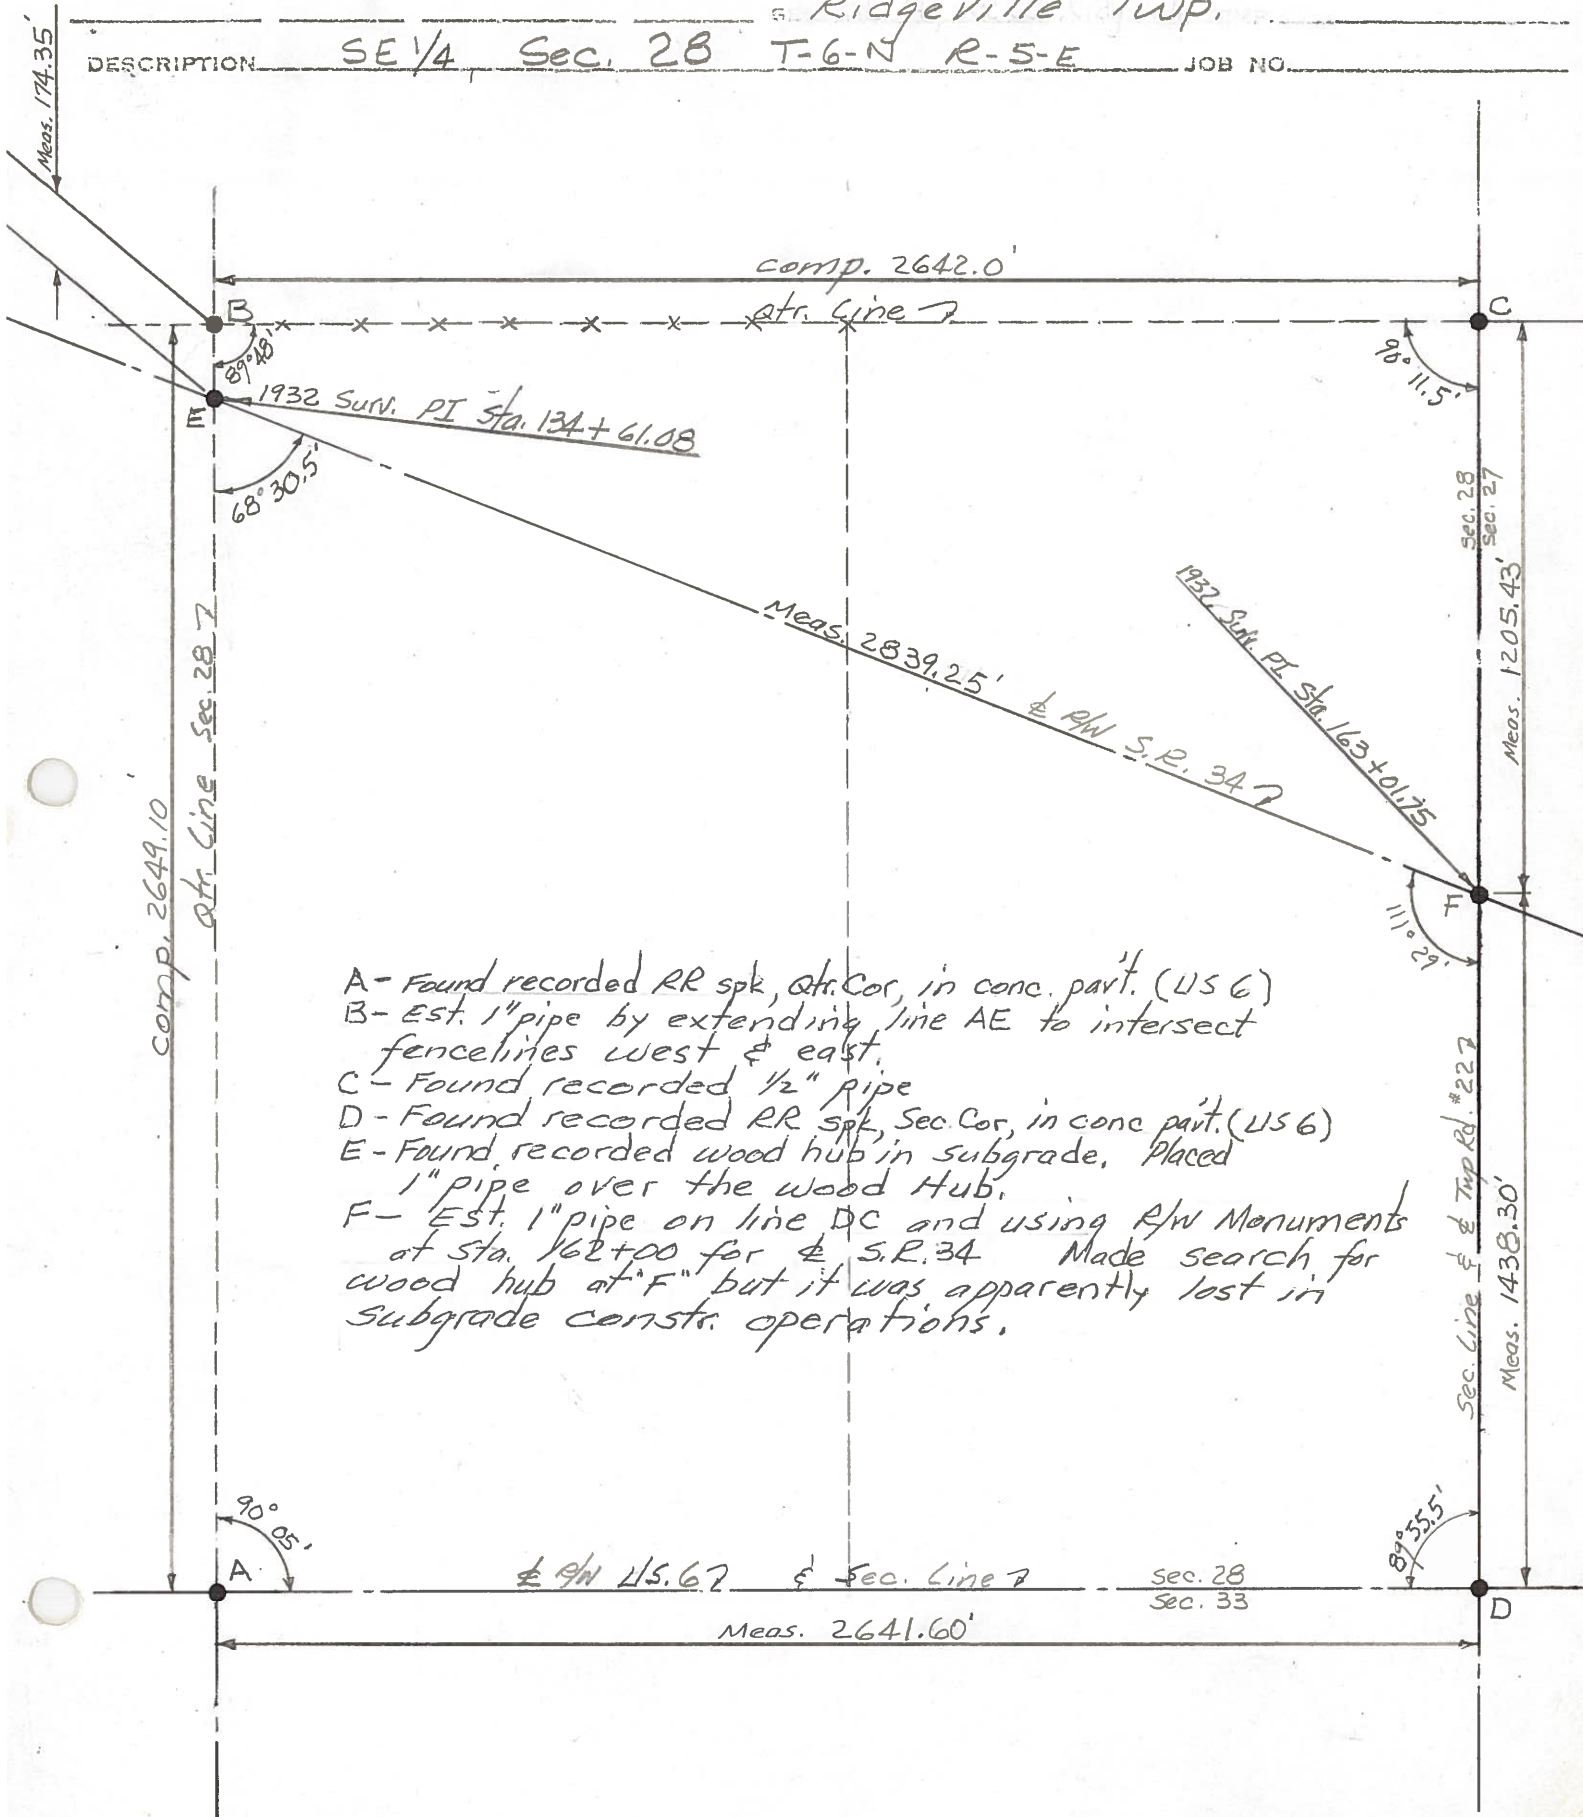 Ridgeville Twp.
DESCRIPTION SE 1/4, Sec. 28 T-6-N R-5-E JOB NO.
Meas. 174.35'
comp. 2642.0'
Qtr. Line
B
C
89°48'
90°11.5'
E
1932 Surv. PI Sta. 134+61.08
68°30.5'
Sec. 28
Sec. 27
Meas. 1205.43'
1932 Surv. PI Sta. 163+01.75
Meas. 2839.25'
℄ R/W S.R. 34
Qtr. Line Sec. 28
Comp. 2649.10
F
111°29'
A- Found recorded RR spk, Qtr. Cor, in conc. pav't. (US 6)
B- Est. 1" pipe by extending line AE to intersect
fencelines west & east.
C- Found recorded 1/2" pipe
D- Found recorded RR spk, Sec. Cor, in conc pav't. (US 6)
E- Found recorded wood hub in subgrade. Placed
1" pipe over the wood Hub.
F- Est. 1" pipe on line DC and using R/W Monuments
at Sta. 162+00 for ℄ S.R. 34 Made search for
wood hub at "F" but it was apparently lost in
subgrade constr. operations.
Sec. Line & ℄ Twp Rd. #22
Meas. 1438.30'
90°05'
89°55.5'
A
℄ R/W U.S. 6 & Sec. Line
Sec. 28
Sec. 33
D
Meas. 2641.60'